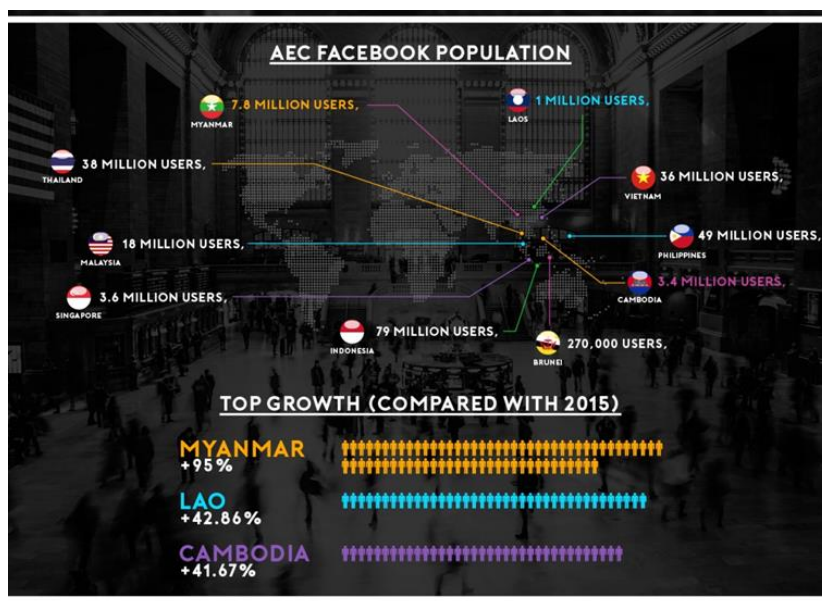 AEC FACEBOOK POPULATION
7.8 MILLION USERS,
MYANMAR
1 MILLION USERS,
LAOS
38 MILLION USERS,
THAILAND
36 MILLION USERS,
VIETNAM
18 MILLION USERS,
MALAYSIA
49 MILLION USERS,
PHILIPPINES
3.6 MILLION USERS,
SINGAPORE
3.4 MILLION USERS,
CAMBODIA
79 MILLION USERS,
INDONESIA
270,000 USERS,
BRUNEI
TOP GROWTH (COMPARED WITH 2015)
MYANMAR
+95%
LAO
+42.86%
CAMBODIA
+41.67%